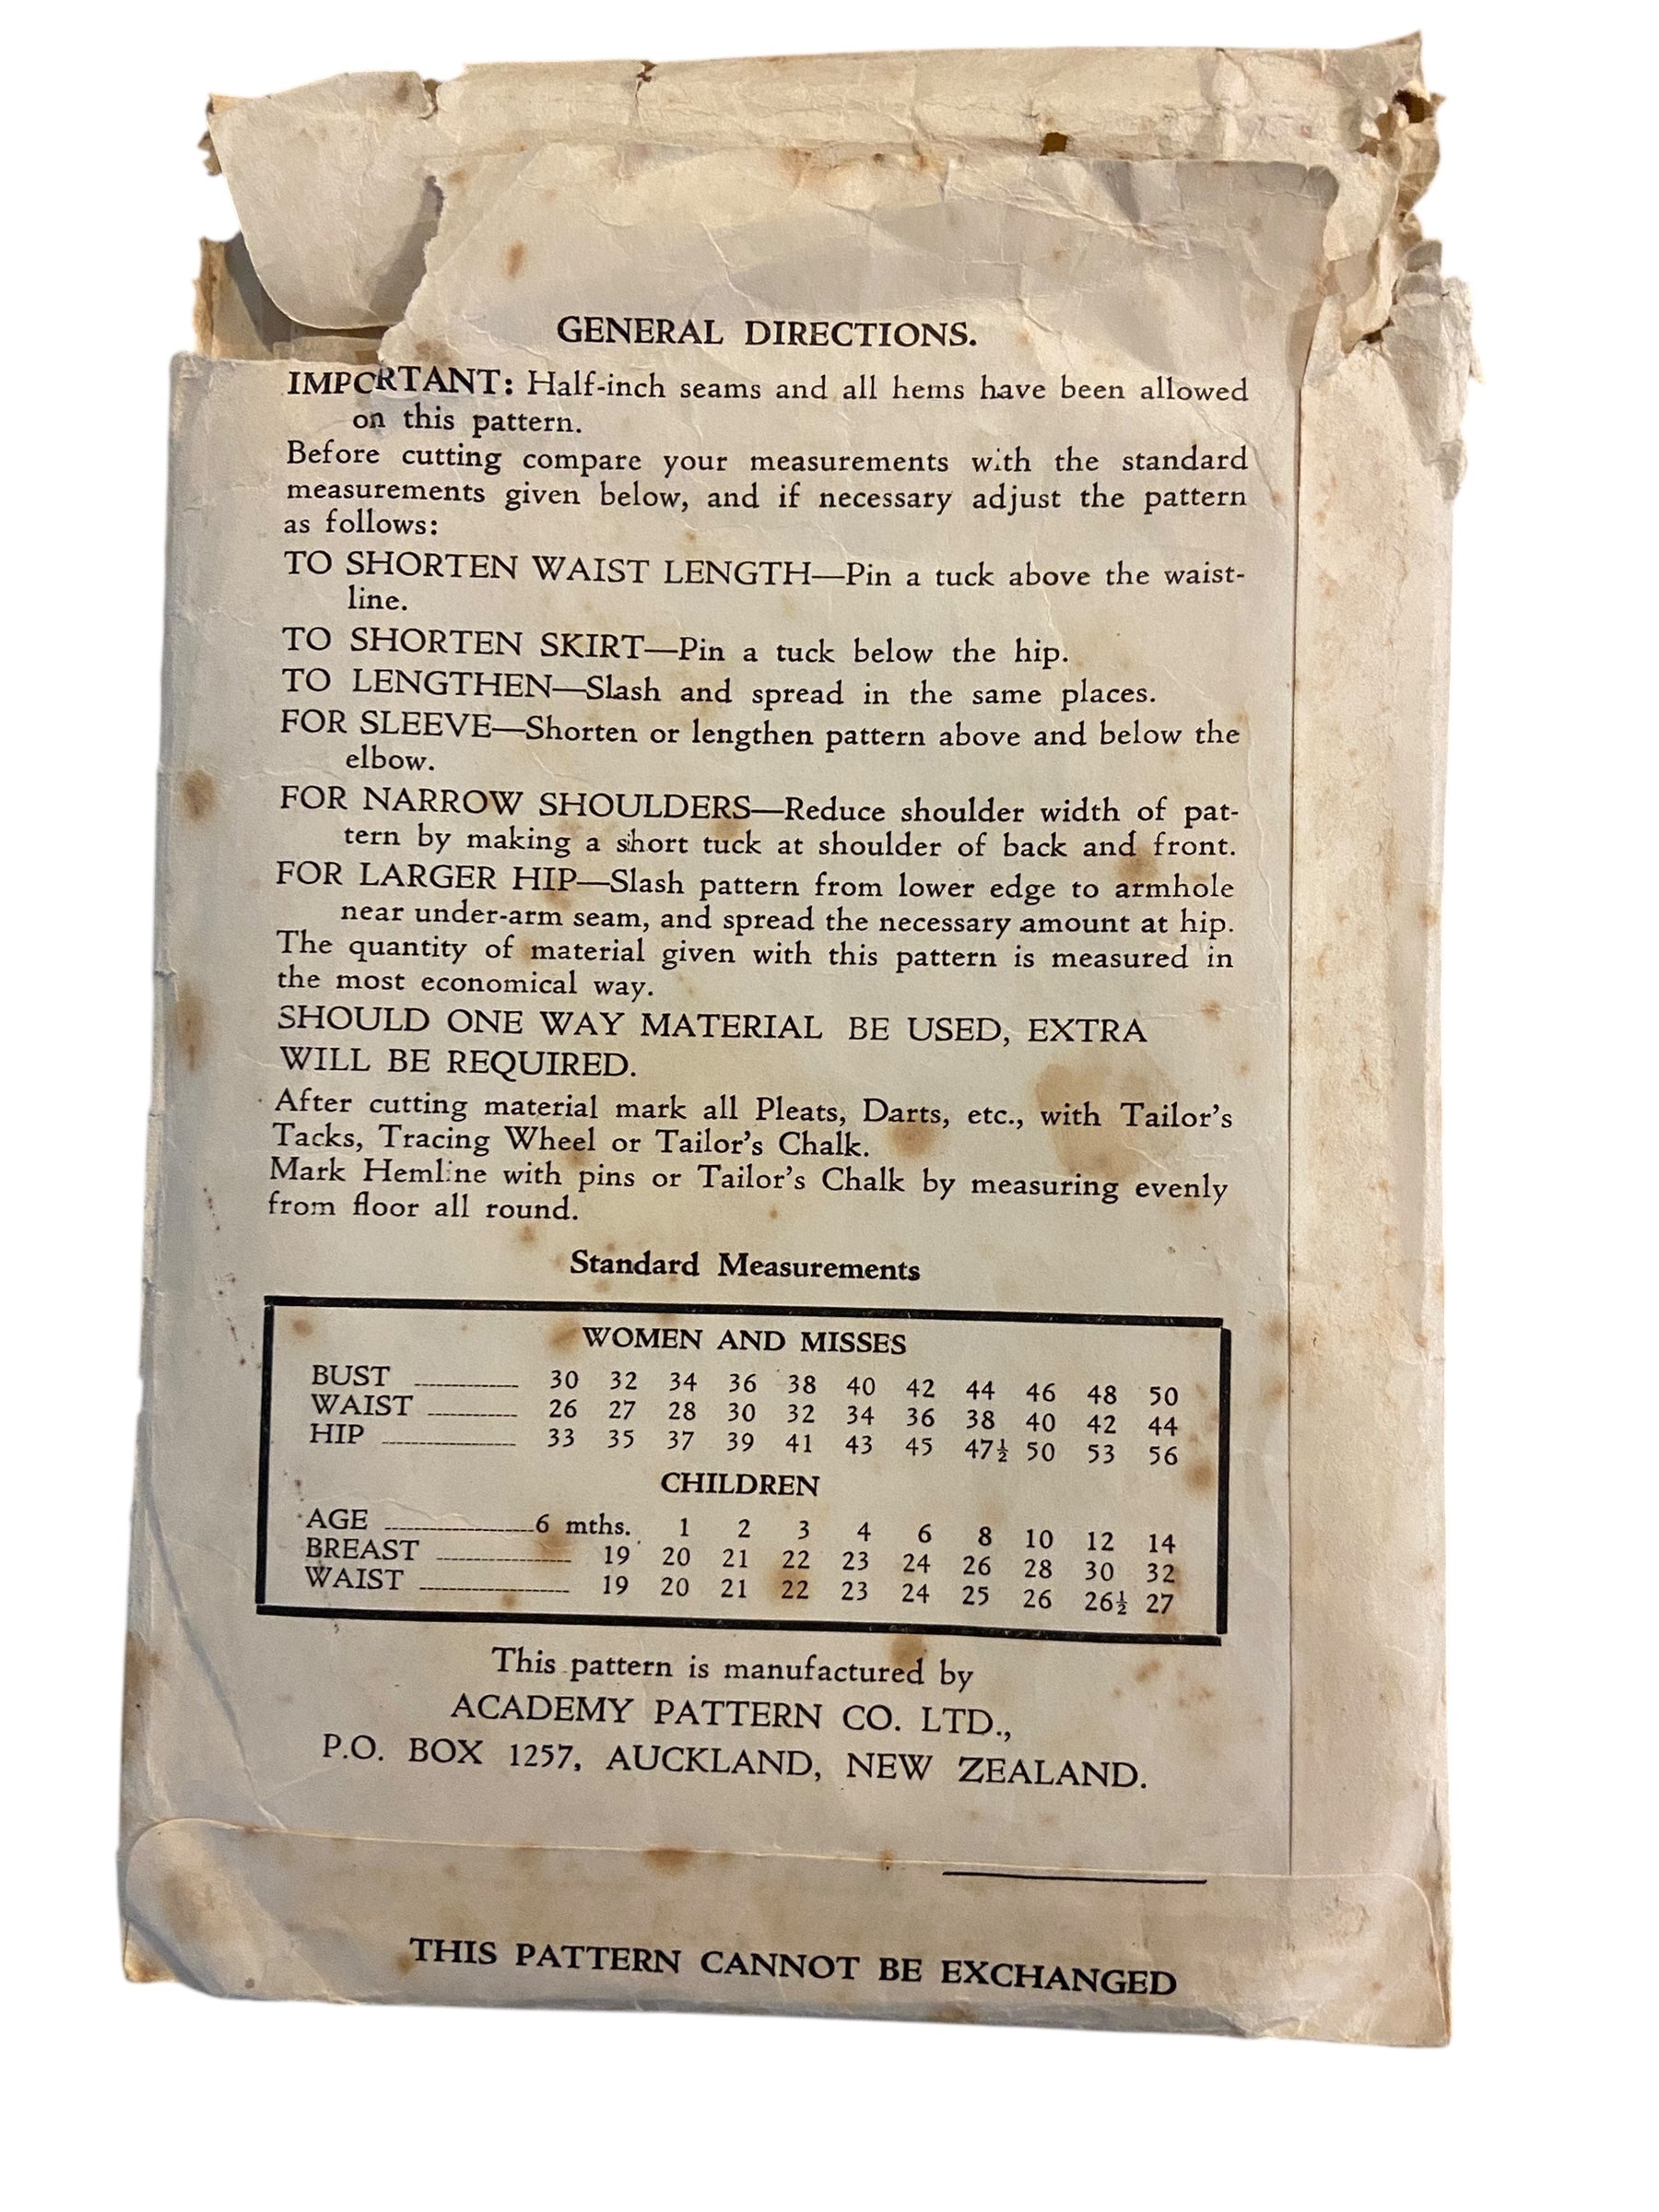 GENERAL DIRECTIONS.
IMPORTANT: Half-inch seams and all hems have been allowed
on this pattern.
Before cutting compare your measurements with the standard
measurements given below, and if necessary adjust the pattern
as follows:
TO SHORTEN WAIST LENGTH—Pin a tuck above the waist-
line.
TO SHORTEN SKIRT—Pin a tuck below the hip.
TO LENGTHEN—Slash and spread in the same places.
FOR SLEEVE—Shorten or lengthen pattern above and below the
elbow.
FOR NARROW SHOULDERS—Reduce shoulder width of pat-
tern by making a short tuck at shoulder of back and front.
FOR LARGER HIP—Slash pattern from lower edge to armhole
near under-arm seam, and spread the necessary amount at hip.
The quantity of material given with this pattern is measured in
the most economical way.
SHOULD ONE WAY MATERIAL BE USED, EXTRA
WILL BE REQUIRED.
After cutting material mark all Pleats, Darts, etc., with Tailor's
Tacks, Tracing Wheel or Tailor's Chalk.
Mark Hemline with pins or Tailor's Chalk by measuring evenly
from floor all round.
Standard Measurements
WOMEN AND MISSES
BUST 30 32 34 36 38 40 42 44 46 48 50
WAIST 26 27 28 30 32 34 36 38 40 42 44
HIP 33 35 37 39 41 43 45 47½ 50 53 56
CHILDREN
AGE 6 mths. 1 2 3 4 6 8 10 12 14
BREAST 19 20 21 22 23 24 26 28 30 32
WAIST 19 20 21 22 23 24 25 26 26½ 27
This pattern is manufactured by
ACADEMY PATTERN CO. LTD.,
P.O. BOX 1257, AUCKLAND, NEW ZEALAND.
THIS PATTERN CANNOT BE EXCHANGED